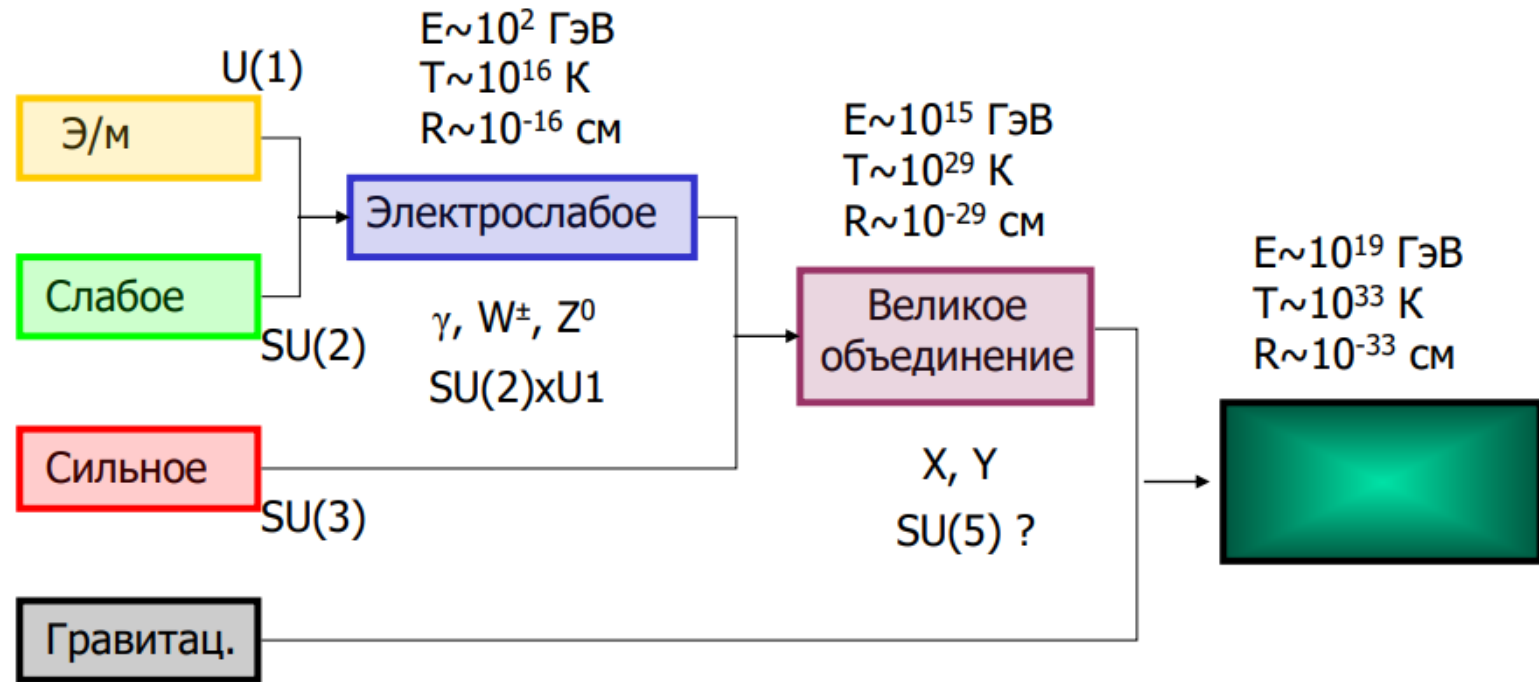 U(1)
Э/м
Слабое
SU(2)
Сильное
SU(3)
Гравитац.
E~10² ГэВ
T~10¹⁶ К
R~10⁻¹⁶ см
Электрослабое
γ, W±, Z⁰
SU(2)xU1
E~10¹⁵ ГэВ
T~10²⁹ К
R~10⁻²⁹ см
Великое
объединение
X, Y
SU(5) ?
E~10¹⁹ ГэВ
T~10³³ К
R~10⁻³³ см